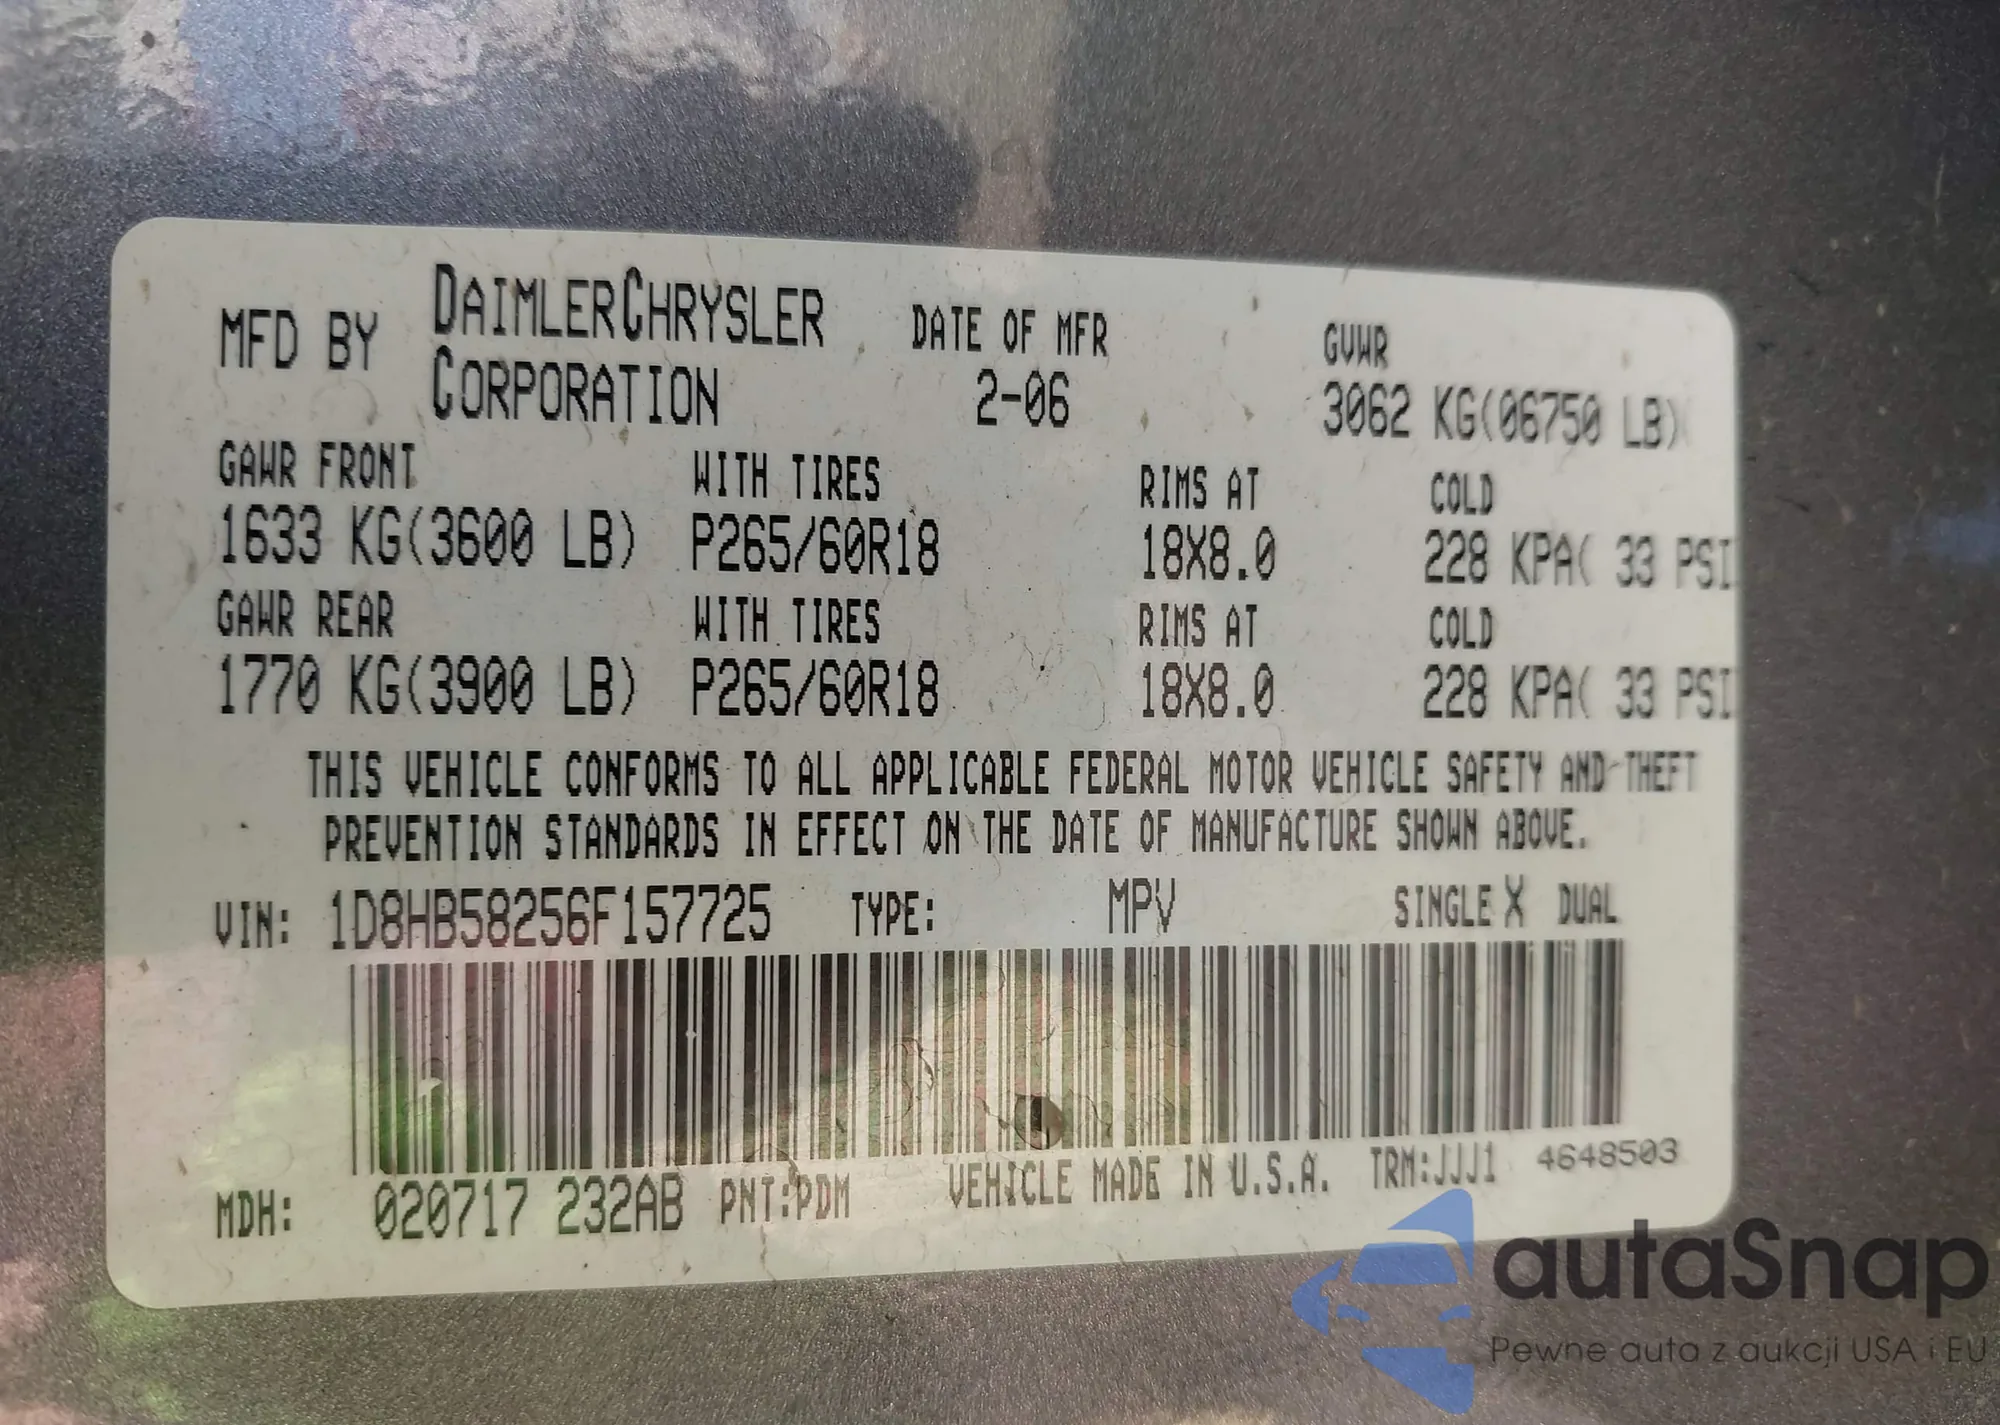 MFD BY DAIMLERCHRYSLER CORPORATION DATE OF MFR 2-06 GVWR 3062 KG(06750 LB)
GAWR FRONT WITH TIRES RIMS AT COLD
1633 KG(3600 LB) P265/60R18 18X8.0 228 KPA( 33 PSI
GAWR REAR WITH TIRES RIMS AT COLD
1770 KG(3900 LB) P265/60R18 18X8.0 228 KPA( 33 PSI
THIS VEHICLE CONFORMS TO ALL APPLICABLE FEDERAL MOTOR VEHICLE SAFETY AND THEFT
PREVENTION STANDARDS IN EFFECT ON THE DATE OF MANUFACTURE SHOWN ABOVE.
VIN: 1D8HB58256F157725 TYPE: MPV SINGLE X DUAL
MDH: 020717 232AB PNT:PDM VEHICLE MADE IN U.S.A. TRM:JJJ1 4648503
autaSnap
Pewne auta z aukcji USA i EU